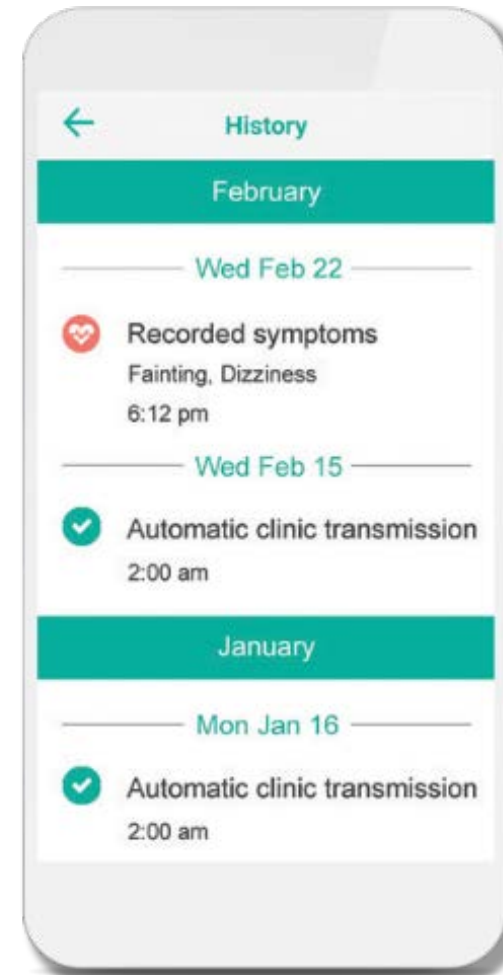 History
February
Wed Feb 22
Recorded symptoms
Fainting, Dizziness
6:12 pm
Wed Feb 15
Automatic clinic transmission
2:00 am
January
Mon Jan 16
Automatic clinic transmission
2:00 am